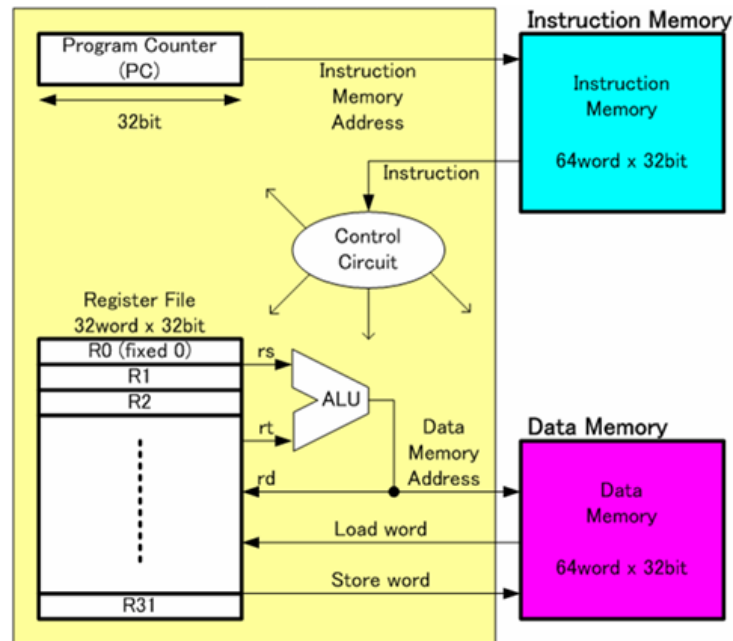 Instruction Memory
Program Counter
(PC)
32bit
Instruction
Memory
Address
Instruction
Memory
64word x 32bit
Instruction
Control
Circuit
Register File
32word x 32bit
R0 (fixed 0)
R1
R2
R31
rs
rt
rd
ALU
Data
Memory
Address
Load word
Store word
Data Memory
Data
Memory
64word x 32bit